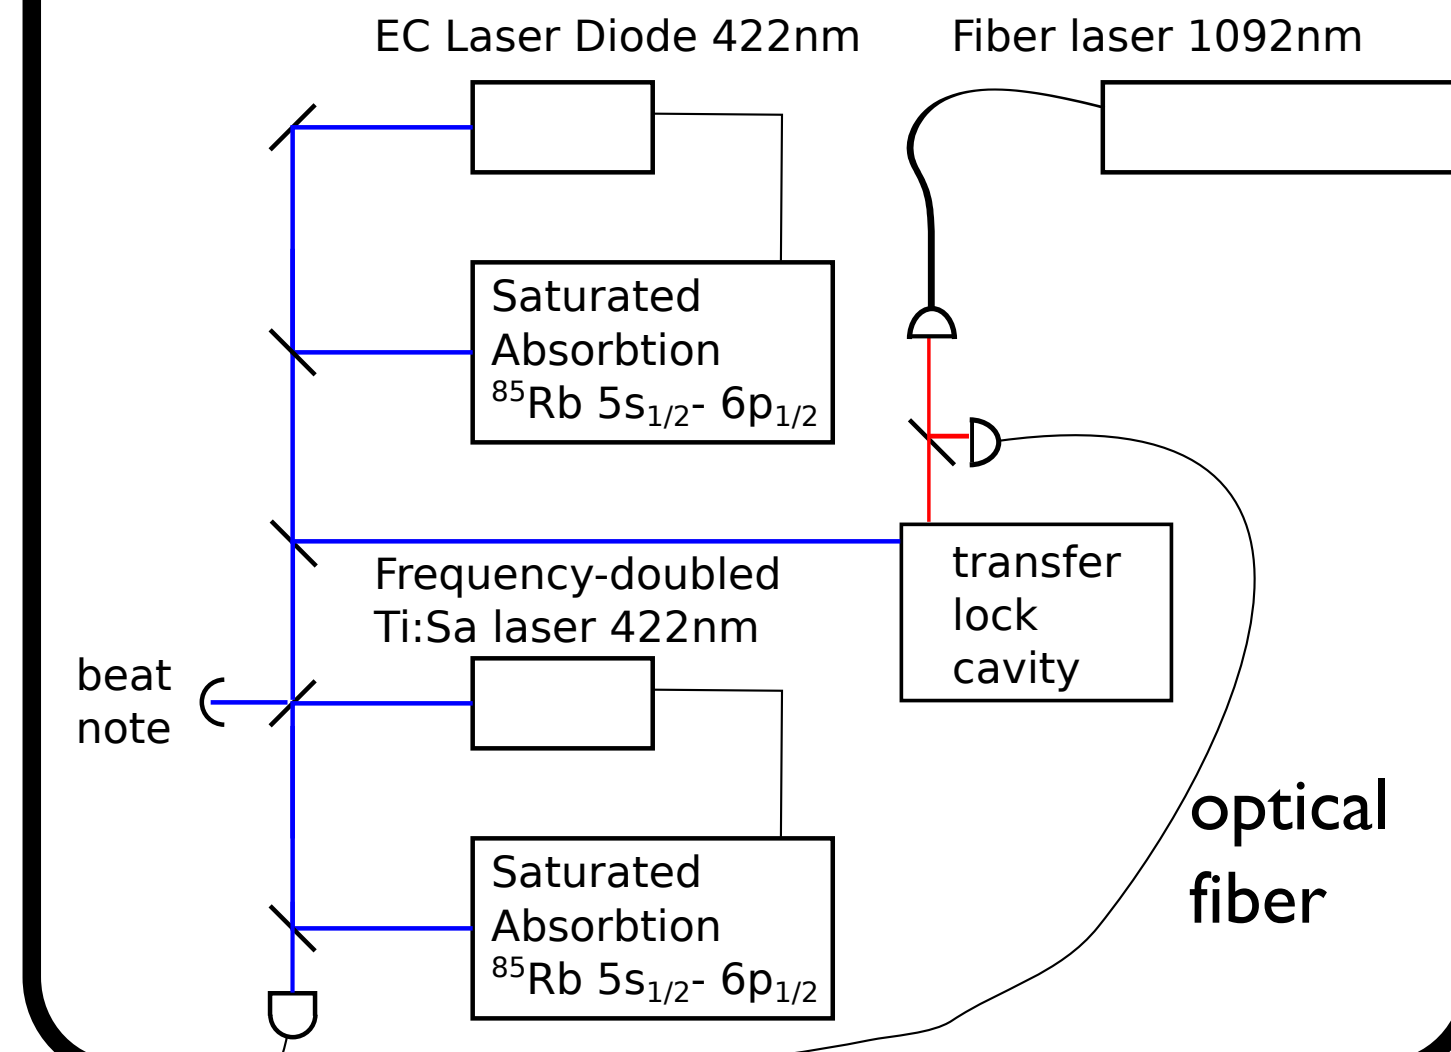 EC Laser Diode 422nm
Fiber laser 1092nm
Saturated
Absorbtion
⁸⁵Rb 5s₁/₂- 6p₁/₂
Frequency-doubled
Ti:Sa laser 422nm
transfer
lock
cavity
beat
note
optical
fiber
Saturated
Absorbtion
⁸⁵Rb 5s₁/₂- 6p₁/₂